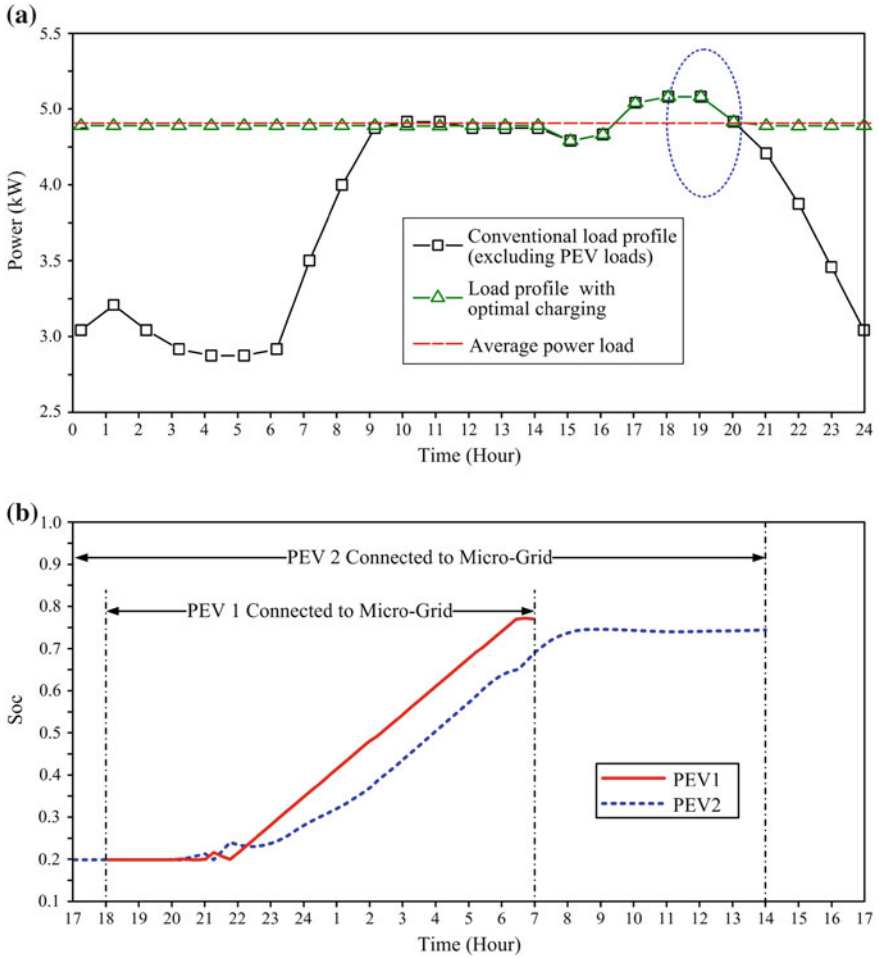 (a)
5.5
5.0
4.0
3.5
3.0
2.5
Power (kW)
Conventional load profile
(excluding PEV loads)
Load profile with
optimal charging
Average power load
0 1 2 3 4 5 6 7 8 9 10 11 12 13 14 15 16 17 18 19 20 21 22 23 24
Time (Hour)
(b)
1.0
0.9
0.8
0.7
0.6
0.5
0.4
0.3
0.2
0.1
Soc
PEV 2 Connected to Micro-Grid
PEV 1 Connected to Micro-Grid
PEV1
PEV2
17 18 19 20 21 22 24 1 2 3 4 5 6 7 8 9 10 11 12 13 14 15 16 17
Time (Hour)